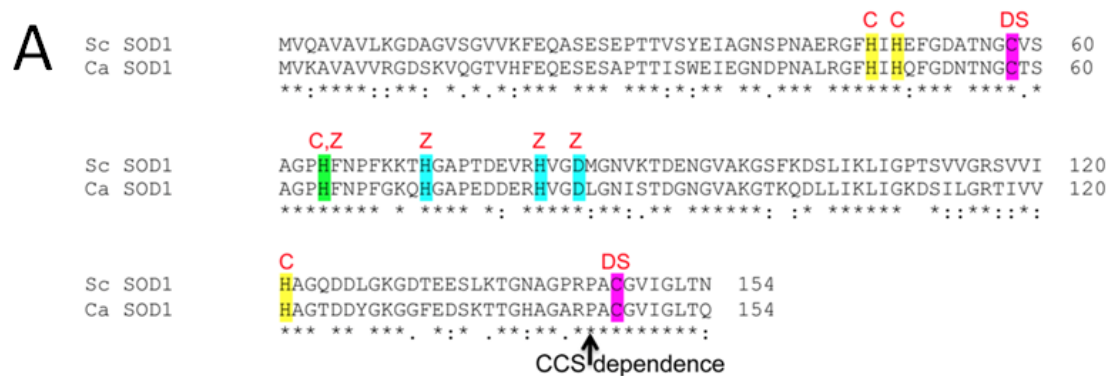 A
C C DS
Sc SOD1 MVQAVAVLKGDAGVSGVVKFEQASESEPTTVSYEIAGNSPNAERGFHIHEFGDATNGCVS 60
Ca SOD1 MVKAVAVVRGDSKVQGTVHFEQESESAPTTISWEIEGNDPNALRGFHIHQFGDNTNGCTS 60
**:****::**: *.*.*:*** *** ***:*:** **.*** ******:*** ****.*
C,Z Z Z Z
Sc SOD1 AGPHFNPFKKTHGAPTDEVRHVGDMGNVKTDENGVAKGSFKDSLIKLIGPTSVVGRSVVI 120
Ca SOD1 AGPHFNPFGKQHGAPEDDERHVGDLGNISTDGNGVAKGTKQDLLIKLIGKDSILGRTIVV 120
******** * **** *: *****:**:.** ******: :* ****** *::**::*:
C DS
Sc SOD1 HAGQDDLGKGDTEESLKTGNAGPRPACGVIGLTN 154
Ca SOD1 HAGTDDYGKGGFEDSKTTGHAGARPACGVIGLTQ 154
*** ** ***. *:* .**:**.**********:
CCS dependence